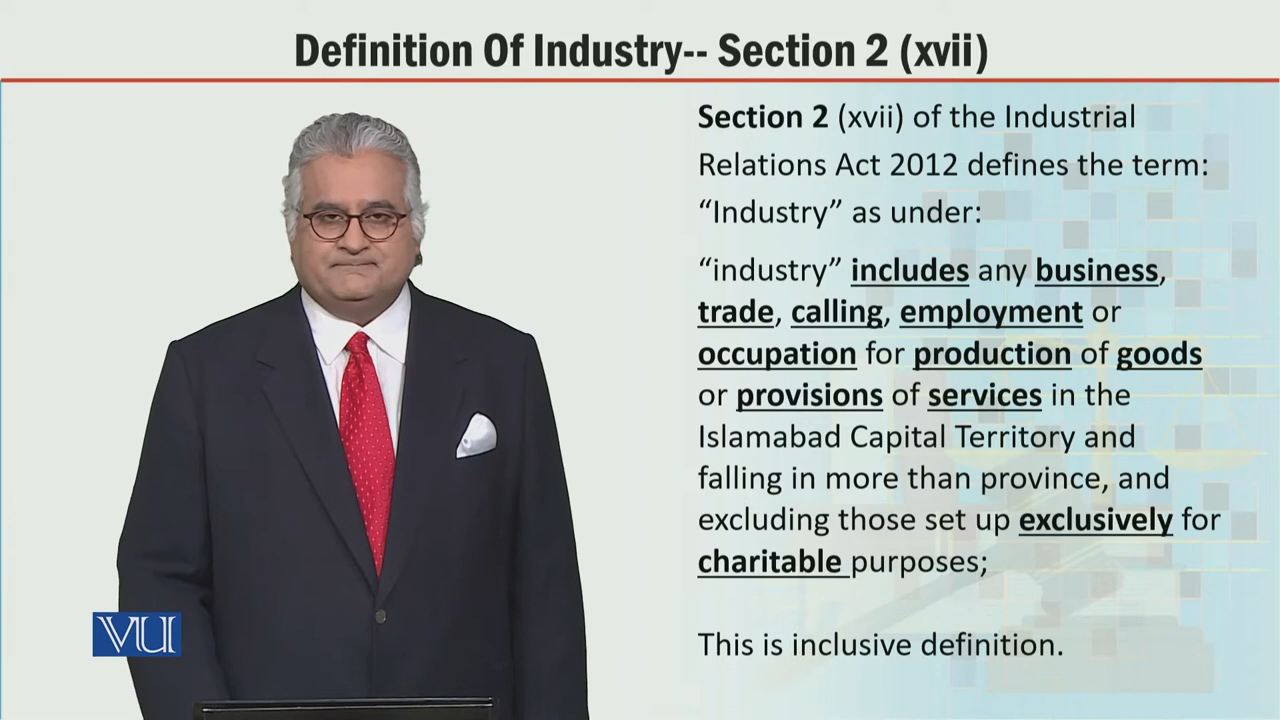 Definition Of Industry-- Section 2 (xvii)
Section 2 (xvii) of the Industrial
Relations Act 2012 defines the term:
“Industry” as under:
“industry” includes any business,
trade, calling, employment or
occupation for production of goods
or provisions of services in the
Islamabad Capital Territory and
falling in more than province, and
excluding those set up exclusively for
charitable purposes;
This is inclusive definition.
VU